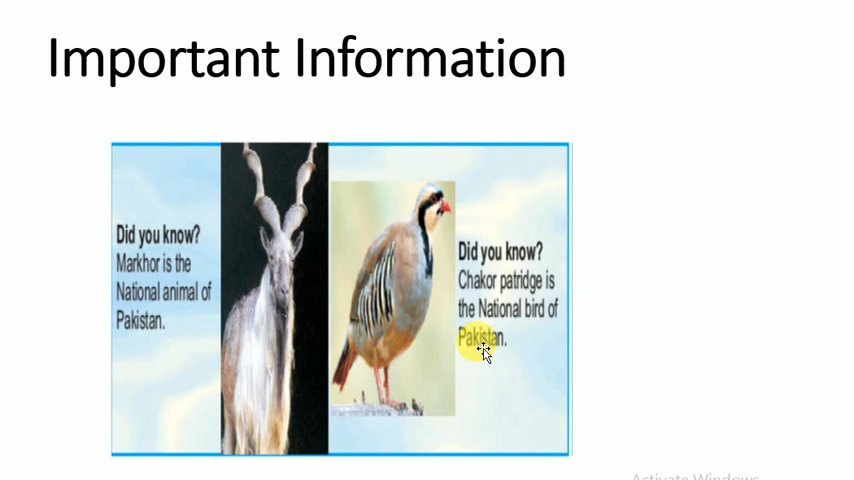 Important Information
Did you know?
Markhor is the
National animal of
Pakistan.
Did you know?
Chakor patridge is
the National bird of
Pakistan.
Activate Windows